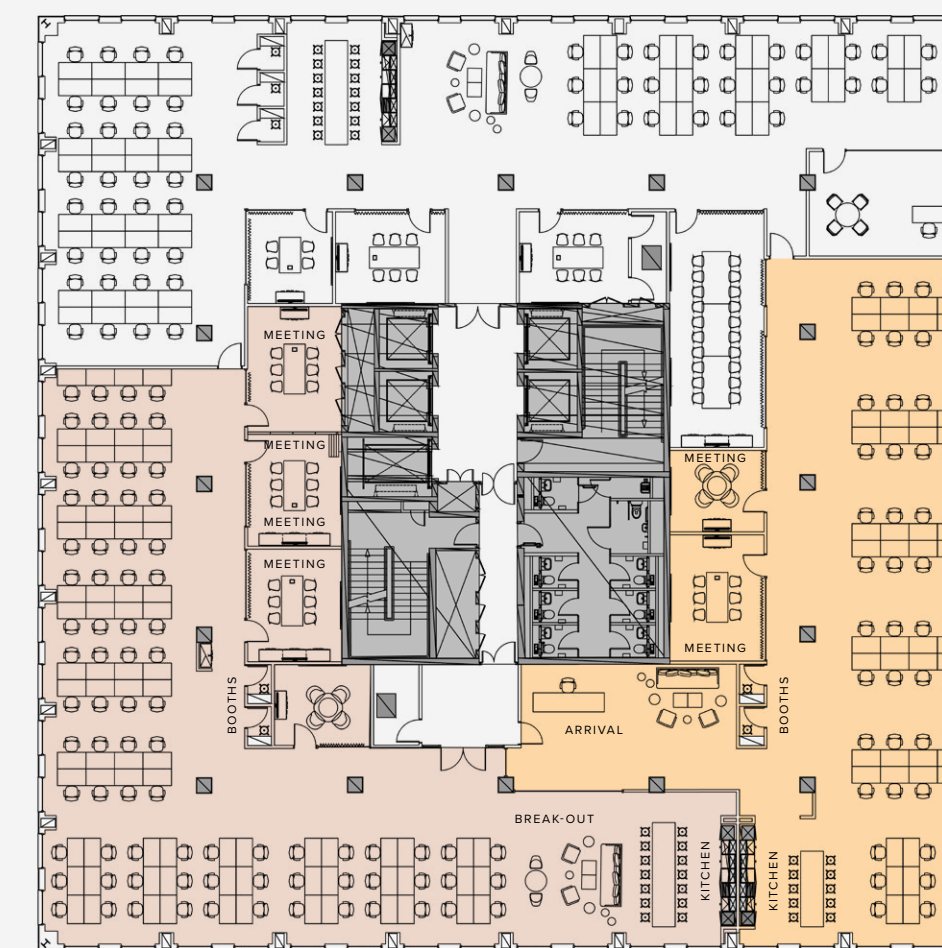 MEETING
MEETING
MEETING
MEETING
MEETING
MEETING
BOOTHS
BOOTHS
ARRIVAL
BREAK-OUT
KITCHEN
KITCHEN